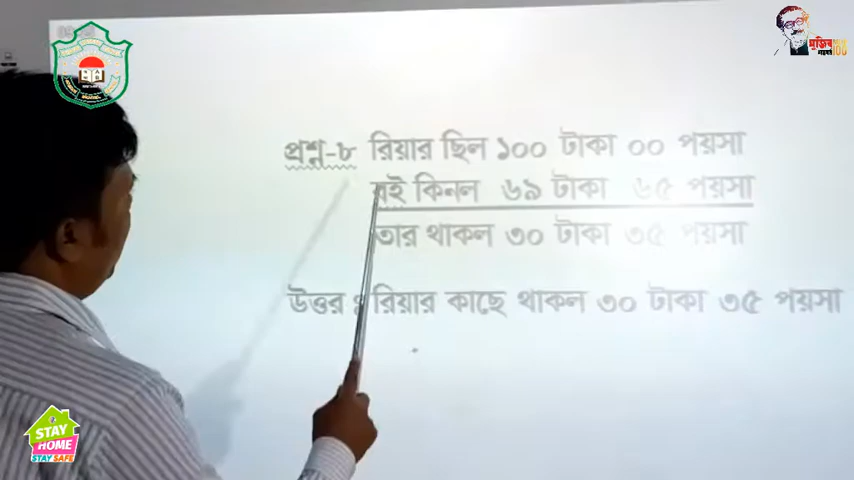 প্রশ্ন-৮ রিয়ার ছিল ১০০ টাকা ০০ পয়সা
বই কিনল ৬৯ টাকা ৬৫ পয়সা
তার থাকল ৩০ টাকা ৩৫ পয়সা
উত্তর ঃ রিয়ার কাছে থাকল ৩০ টাকা ৩৫ পয়সা
মুজিব
STAY
HOME
STAY SAFE